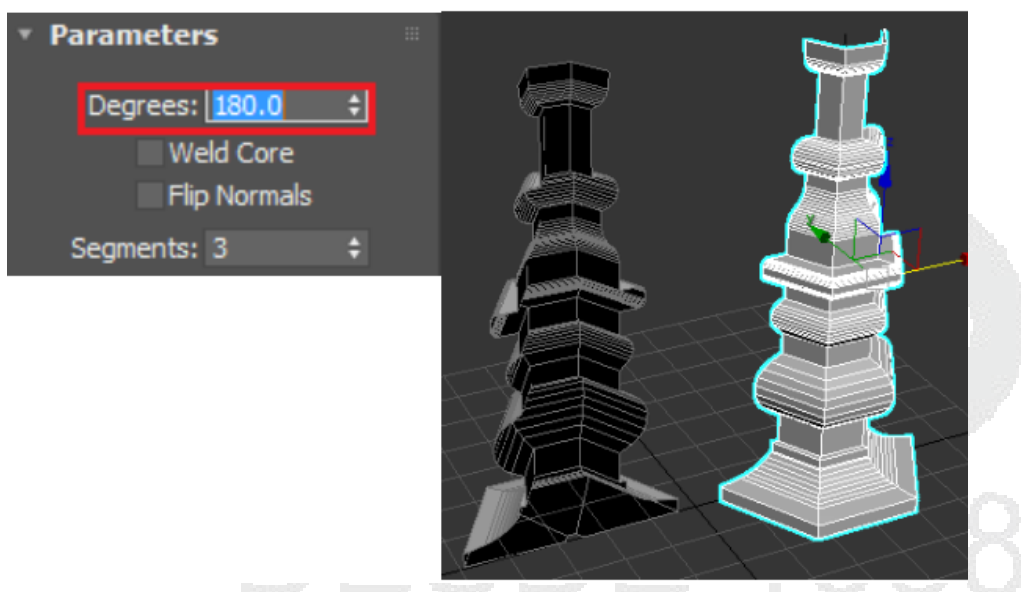 Parameters
Degrees: 180.0
Weld Core
Flip Normals
Segments: 3